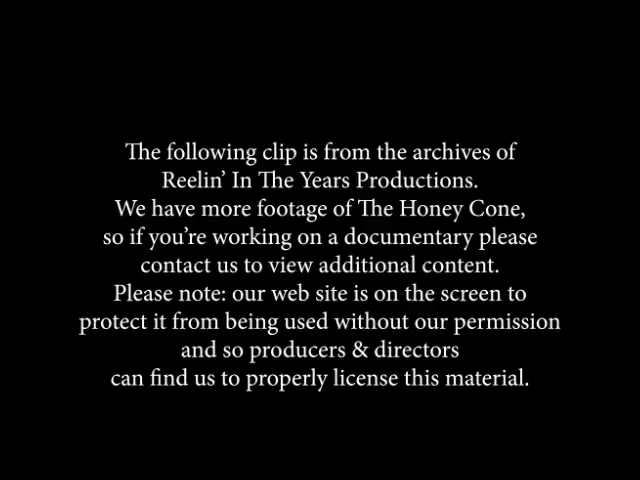 The following clip is from the archives of
Reelin’ In The Years Productions.
We have more footage of The Honey Cone,
so if you’re working on a documentary please
contact us to view additional content.
Please note: our web site is on the screen to
protect it from being used without our permission
and so producers & directors
can find us to properly license this material.